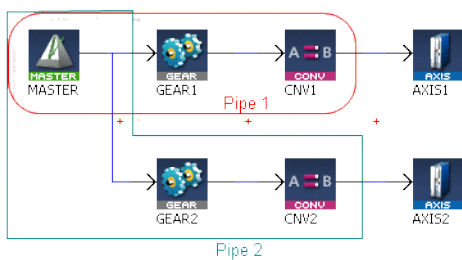 A B
MASTER GEAR CONV AXIS
MASTER GEAR1 CNV1 AXIS1
Pipe 1
A B
GEAR CONV AXIS
GEAR2 CNV2 AXIS2
Pipe 2